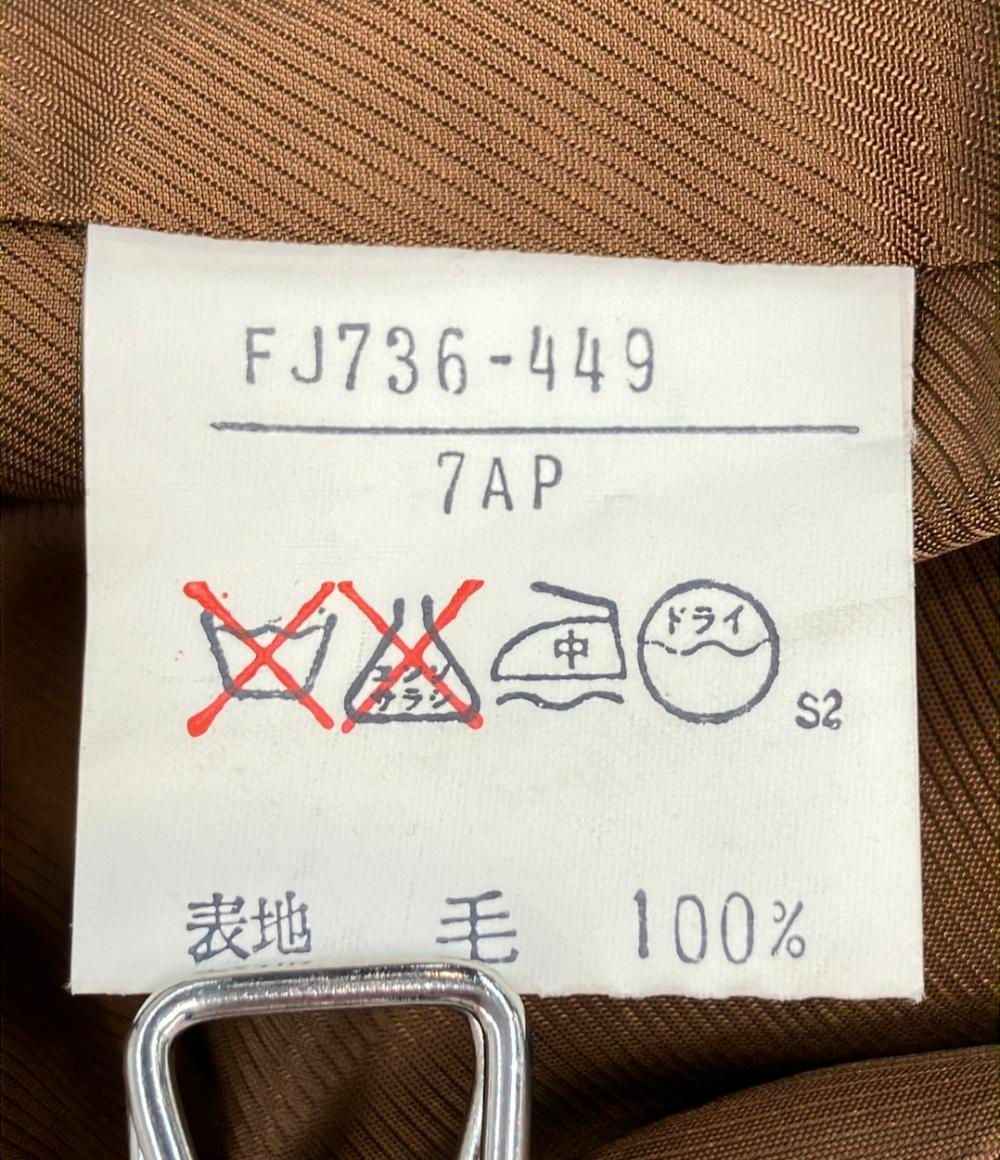 FJ736-449
7AP
エンソ
サラシ
中
ドライ
S2
表地 毛 100%